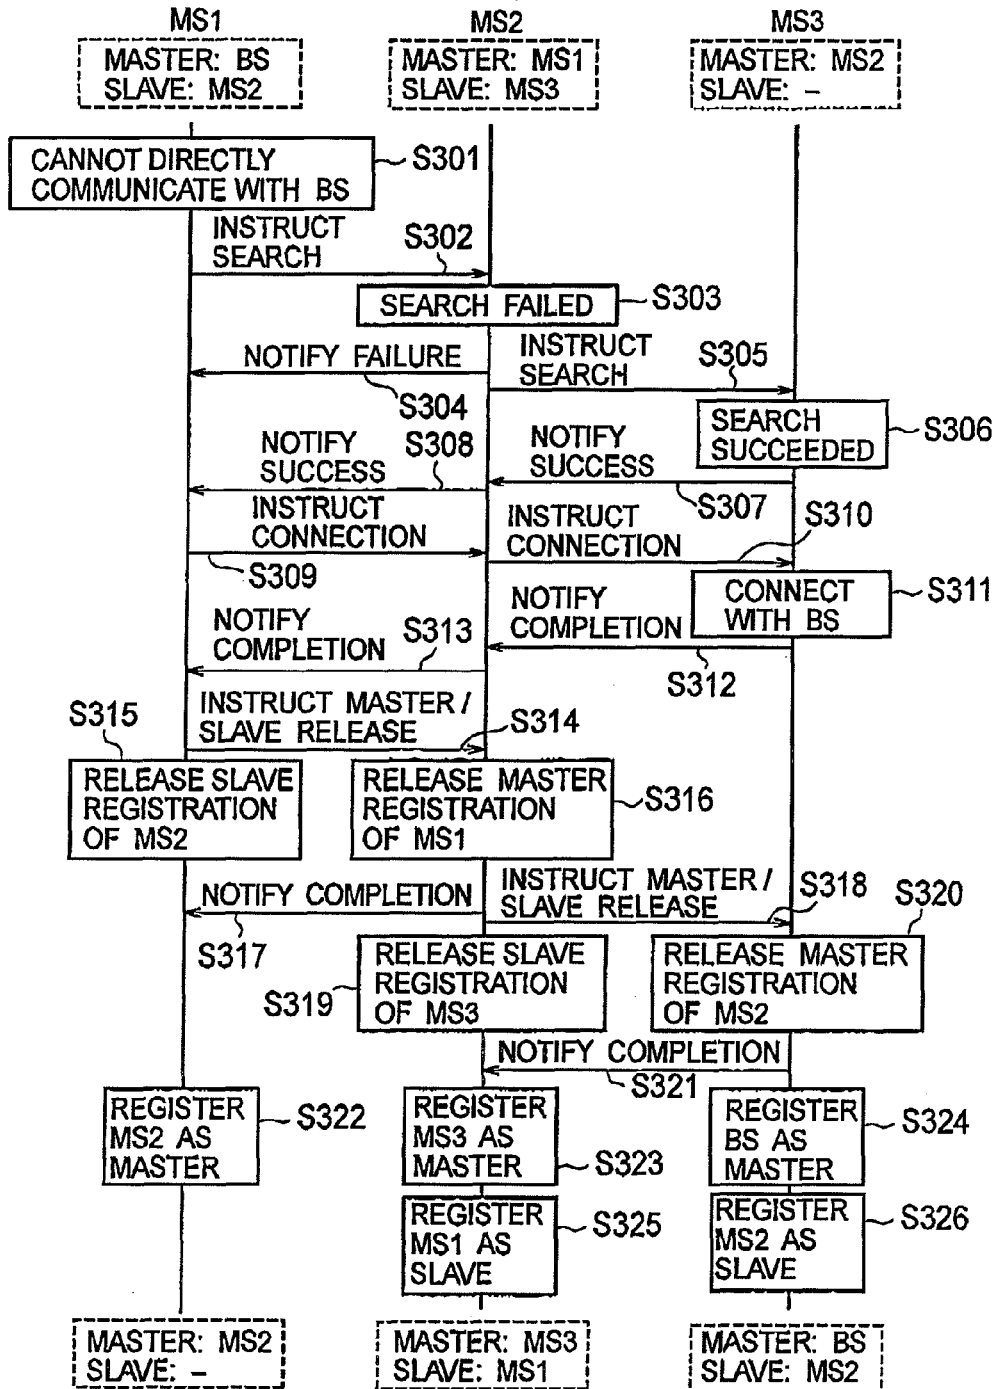 MS1
MS2
MS3
MASTER: BS
SLAVE: MS2
MASTER: MS1
SLAVE: MS3
MASTER: MS2
SLAVE: –
CANNOT DIRECTLY
COMMUNICATE WITH BS
S301
INSTRUCT
SEARCH
S302
SEARCH FAILED
S303
NOTIFY FAILURE
S304
INSTRUCT
SEARCH
S305
SEARCH
SUCCEEDED
S306
NOTIFY
SUCCESS
S308
NOTIFY
SUCCESS
S307
INSTRUCT
CONNECTION
S309
INSTRUCT
CONNECTION
S310
CONNECT
WITH BS
S311
NOTIFY
COMPLETION
S313
NOTIFY
COMPLETION
S312
INSTRUCT MASTER /
SLAVE RELEASE
S314
S315
RELEASE SLAVE
REGISTRATION
OF MS2
RELEASE MASTER
REGISTRATION
OF MS1
S316
NOTIFY COMPLETION
S317
INSTRUCT MASTER /
SLAVE RELEASE
S318
S320
RELEASE SLAVE
REGISTRATION
OF MS3
S319
RELEASE MASTER
REGISTRATION
OF MS2
NOTIFY COMPLETION
S321
REGISTER
MS2 AS
MASTER
S322
REGISTER
MS3 AS
MASTER
S323
REGISTER
BS AS
MASTER
S324
REGISTER
MS1 AS
SLAVE
S325
REGISTER
MS2 AS
SLAVE
S326
MASTER: MS2
SLAVE: –
MASTER: MS3
SLAVE: MS1
MASTER: BS
SLAVE: MS2